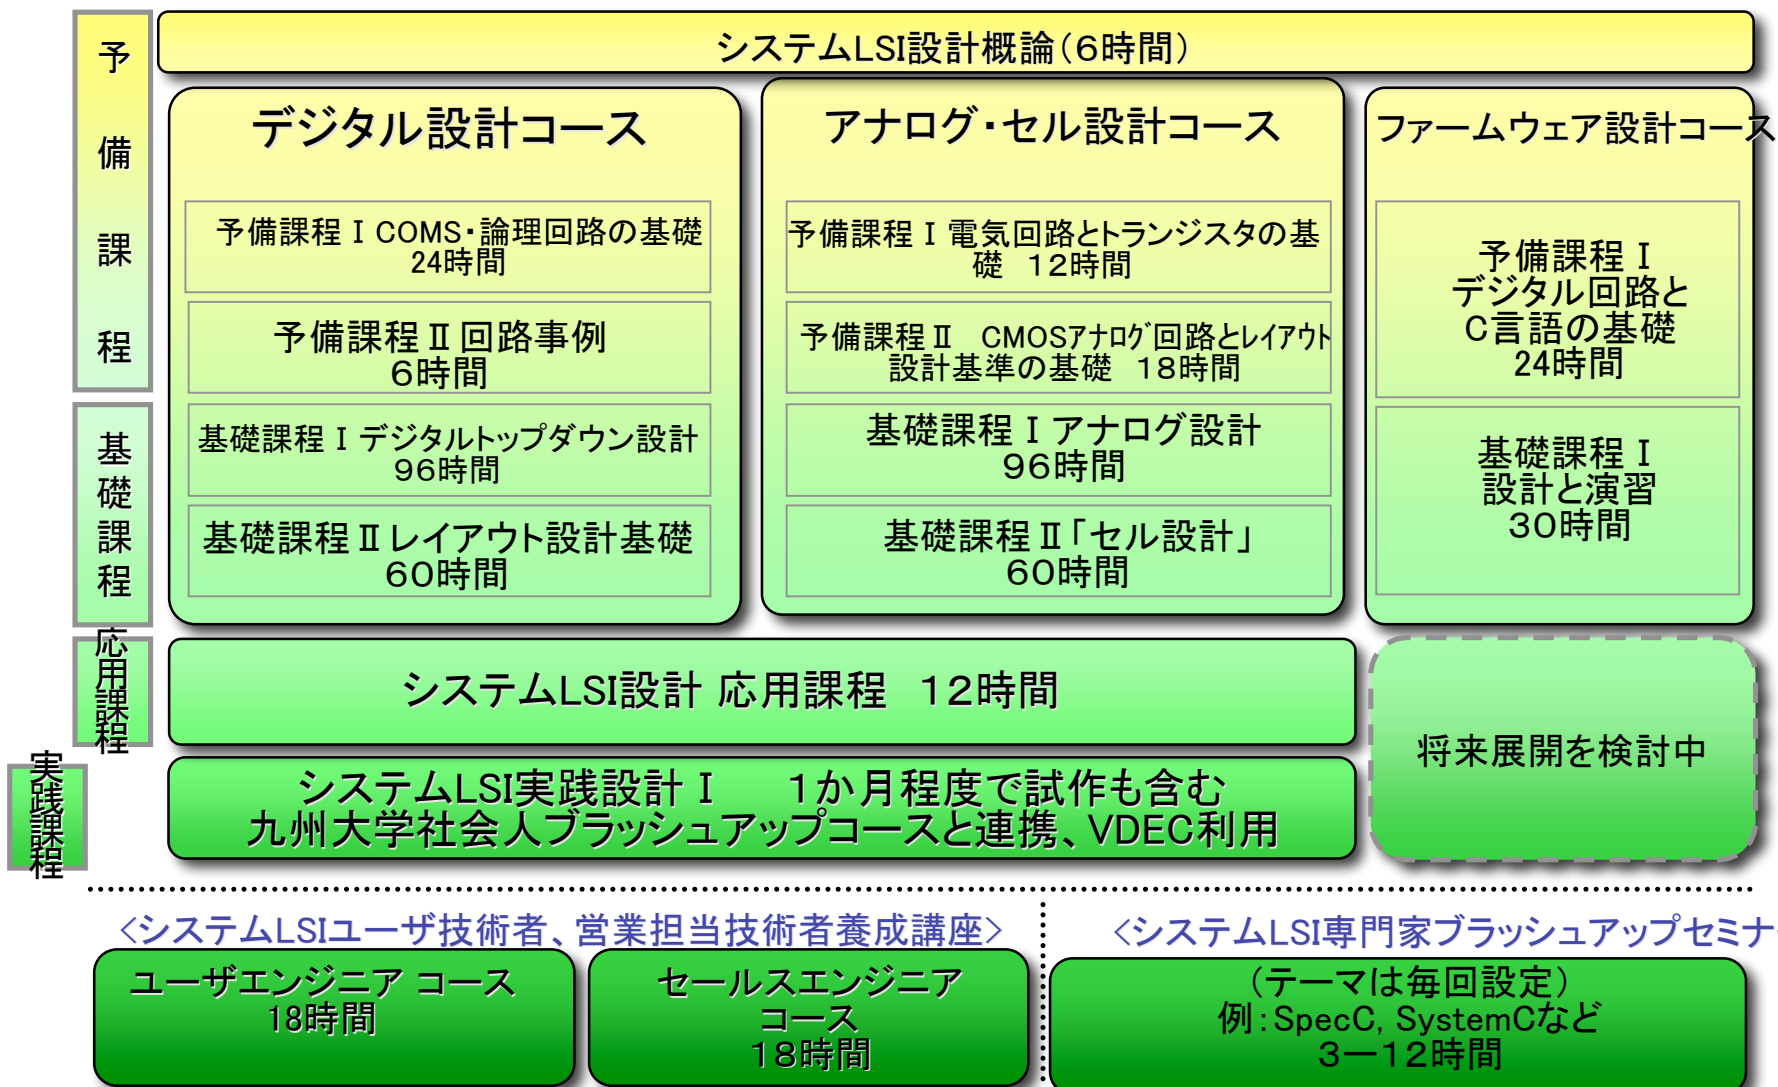 予備課程
システムLSI設計概論（６時間）
デジタル設計コース
予備課程Ⅰ COMS・論理回路の基礎
24時間
予備課程Ⅱ 回路事例
６時間
基礎課程Ⅰ デジタルトップダウン設計
９６時間
基礎課程Ⅱ レイアウト設計基礎
６０時間
アナログ・セル設計コース
予備課程Ⅰ 電気回路とトランジスタの基
礎　１２時間
予備課程Ⅱ　CMOSアナログ回路とレイアウト
設計基準の基礎　１８時間
基礎課程Ⅰ アナログ設計
９６時間
基礎課程Ⅱ「セル設計」
６０時間
ファームウェア設計コース
予備課程Ⅰ
デジタル回路と
C言語の基礎
24時間
基礎課程Ⅰ
設計と演習
３０時間
基礎課程
応用課程
システムLSI設計 応用課程　１２時間
将来展開を検討中
実践課程
システムLSI実践設計Ⅰ　　１か月程度で試作も含む
九州大学社会人ブラッシュアップコースと連携、VDEC利用
<システムLSIユーザ技術者、営業担当技術者養成講座>
ユーザエンジニア コース
18時間
セールスエンジニア
コース
１８時間
<システムLSI専門家ブラッシュアップセミナ
（テーマは毎回設定）
例：SpecC, SystemCなど
３ー１２時間